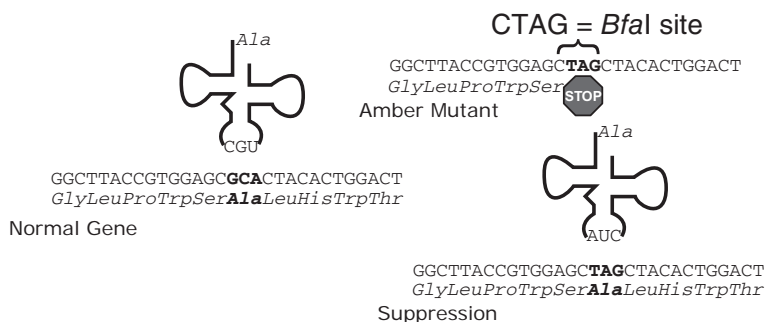 Ala
CGU
GGCTTACCGTGGAGCGCACTACACTGGACT
GlyLeuProTrpSerAlaLeuHisTrpThr
Normal Gene
CTAG = BfaI site
GGCTTACCGTGGAGCTAGCTACACTGGACT
GlyLeuProTrpSer
STOP
Amber Mutant
Ala
AUC
GGCTTACCGTGGAGCTAGCTACACTGGACT
GlyLeuProTrpSerAlaLeuHisTrpThr
Suppression